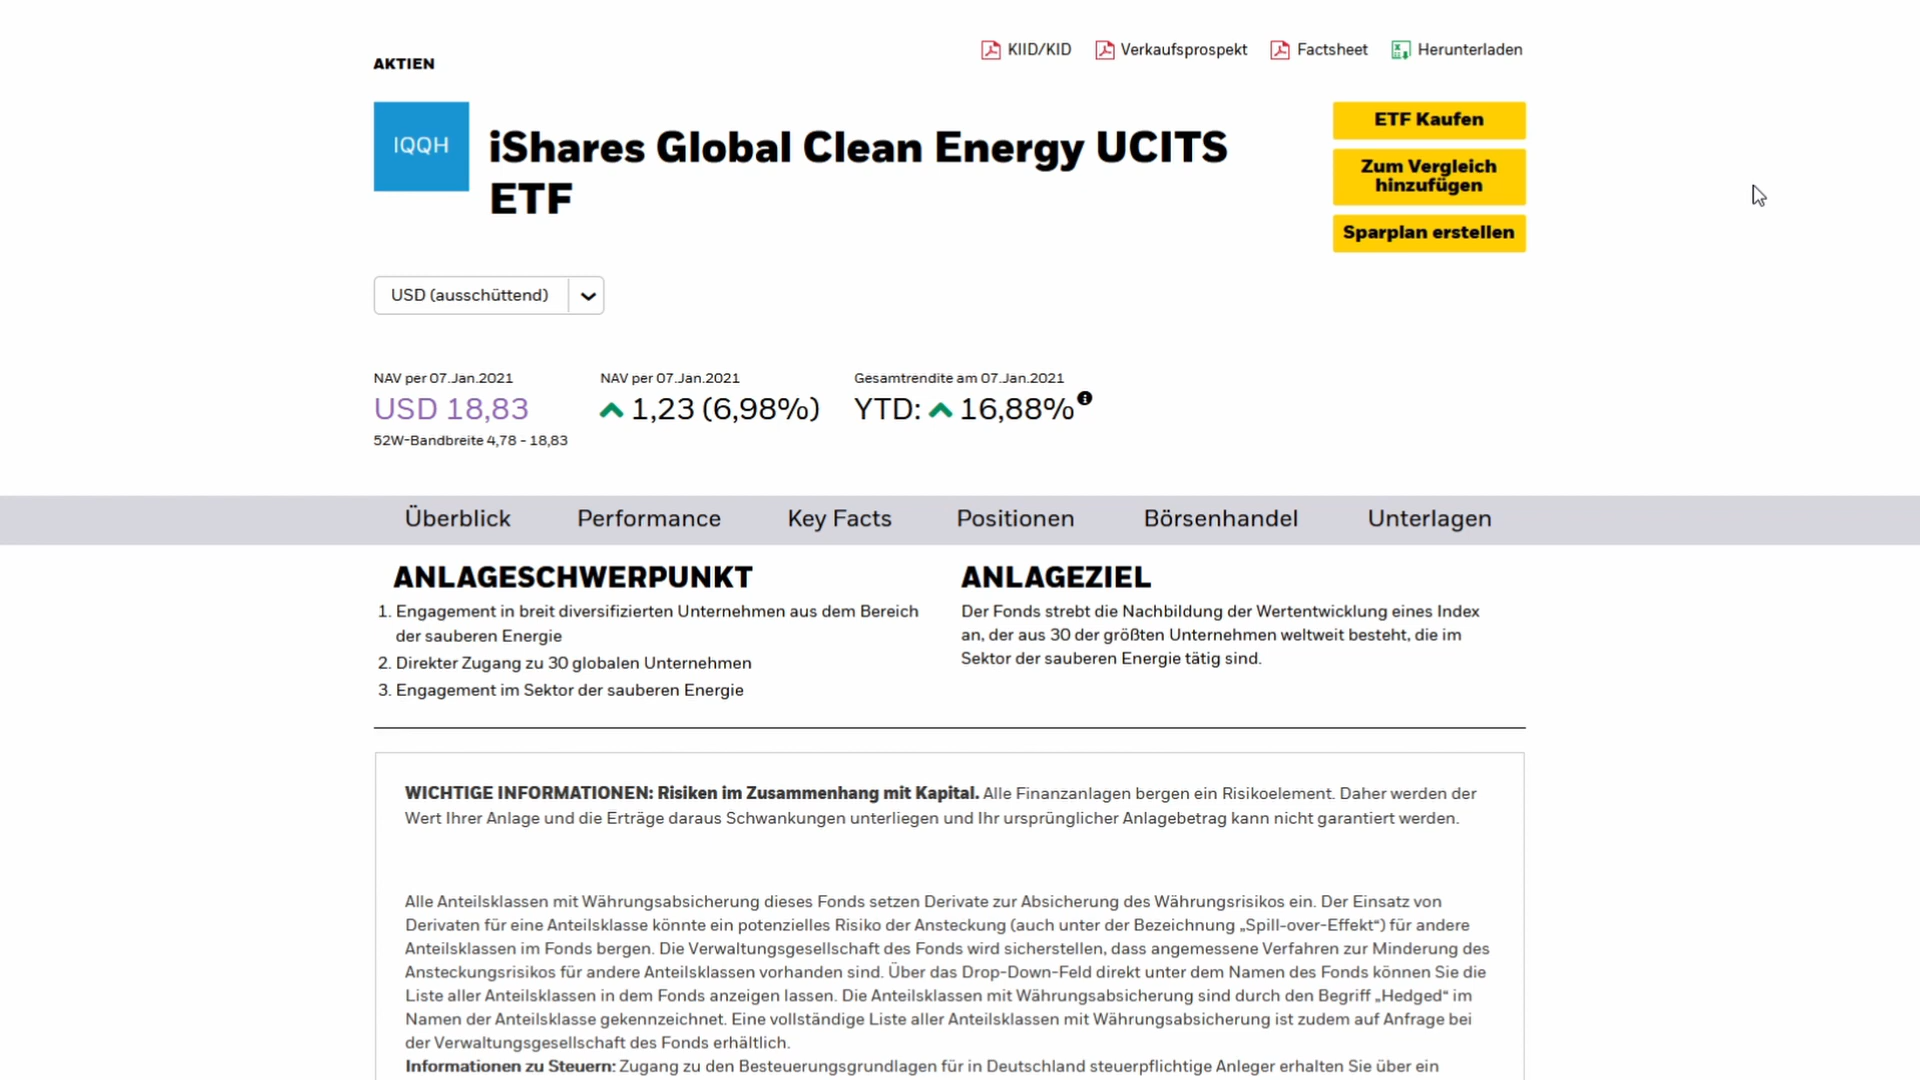 KIID/KID Verkaufsprospekt Factsheet Herunterladen
AKTIEN
IQQH
iShares Global Clean Energy UCITS
ETF
ETF Kaufen
Zum Vergleich
hinzufügen
Sparplan erstellen
USD (ausschüttend)
NAV per 07.Jan.2021 NAV per 07.Jan.2021 Gesamtrendite am 07.Jan.2021
USD 18,83 1,23 (6,98%) YTD: 16,88%
52W-Bandbreite 4,78 - 18,83
Überblick Performance Key Facts Positionen Börsenhandel Unterlagen
ANLAGESCHWERPUNKT
1. Engagement in breit diversifizierten Unternehmen aus dem Bereich
der sauberen Energie
2. Direkter Zugang zu 30 globalen Unternehmen
3. Engagement im Sektor der sauberen Energie
ANLAGEZIEL
Der Fonds strebt die Nachbildung der Wertentwicklung eines Index
an, der aus 30 der größten Unternehmen weltweit besteht, die im
Sektor der sauberen Energie tätig sind.
WICHTIGE INFORMATIONEN: Risiken im Zusammenhang mit Kapital. Alle Finanzanlagen bergen ein Risikoelement. Daher werden der
Wert Ihrer Anlage und die Erträge daraus Schwankungen unterliegen und Ihr ursprünglicher Anlagebetrag kann nicht garantiert werden.
Alle Anteilsklassen mit Währungsabsicherung dieses Fonds setzen Derivate zur Absicherung des Währungsrisikos ein. Der Einsatz von
Derivaten für eine Anteilsklasse könnte ein potenzielles Risiko der Ansteckung (auch unter der Bezeichnung „Spill-over-Effekt“) für andere
Anteilsklassen im Fonds bergen. Die Verwaltungsgesellschaft des Fonds wird sicherstellen, dass angemessene Verfahren zur Minderung des
Ansteckungsrisikos für andere Anteilsklassen vorhanden sind. Über das Drop-Down-Feld direkt unter dem Namen des Fonds können Sie die
Liste aller Anteilsklassen in dem Fonds anzeigen lassen. Die Anteilsklassen mit Währungsabsicherung sind durch den Begriff „Hedged“ im
Namen der Anteilsklasse gekennzeichnet. Eine vollständige Liste aller Anteilsklassen mit Währungsabsicherung ist zudem auf Anfrage bei
der Verwaltungsgesellschaft des Fonds erhältlich.
Informationen zu Steuern: Zugang zu den Besteuerungsgrundlagen für in Deutschland steuerpflichtige Anleger erhalten Sie über ein